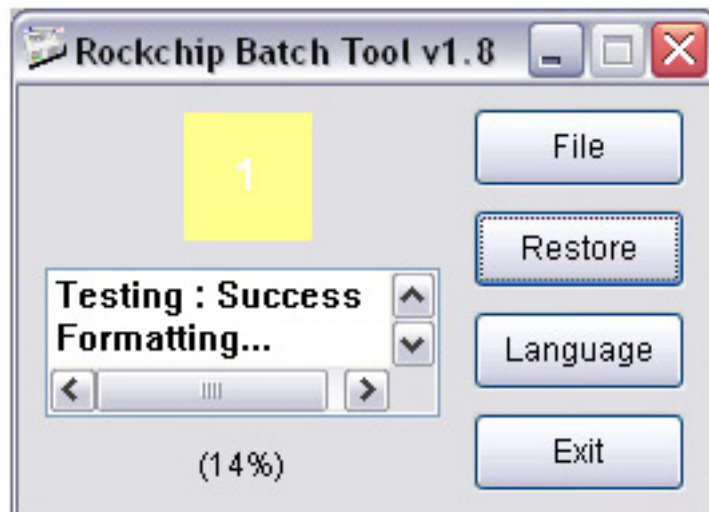 Rockchip Batch Tool v1.8
1
File
Restore
Testing : Success
Formatting...
Language
(14%)
Exit